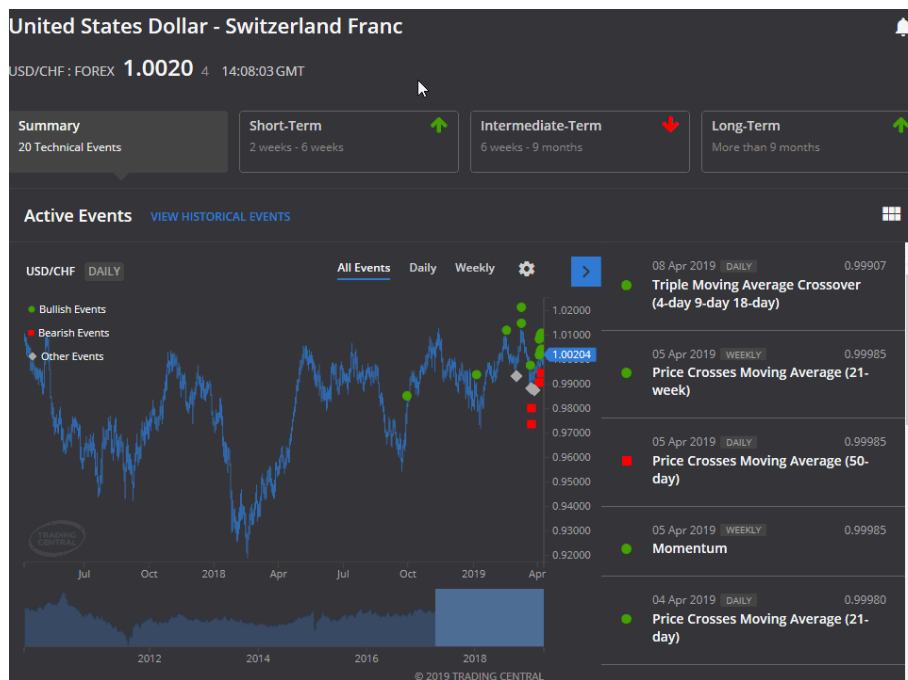 United States Dollar - Switzerland Franc
USD/CHF : FOREX 1.0020 4 14:08:03 GMT
Summary
20 Technical Events
Short-Term
2 weeks - 6 weeks
Intermediate-Term
6 weeks - 9 months
Long-Term
More than 9 months
Active Events VIEW HISTORICAL EVENTS
USD/CHF DAILY
All Events Daily Weekly
Bullish Events
Bearish Events
Other Events
1.02000
1.01000
1.00204
0.99000
0.98000
0.97000
0.96000
0.95000
0.94000
0.93000
0.92000
TRADING
CENTRAL
Jul Oct 2018 Apr Jul Oct 2019 Apr
2012 2014 2016 2018
© 2019 TRADING CENTRAL
08 Apr 2019 DAILY 0.99907
Triple Moving Average Crossover
(4-day 9-day 18-day)
05 Apr 2019 WEEKLY 0.99985
Price Crosses Moving Average (21-
week)
05 Apr 2019 DAILY 0.99985
Price Crosses Moving Average (50-
day)
05 Apr 2019 WEEKLY 0.99985
Momentum
04 Apr 2019 DAILY 0.99980
Price Crosses Moving Average (21-
day)